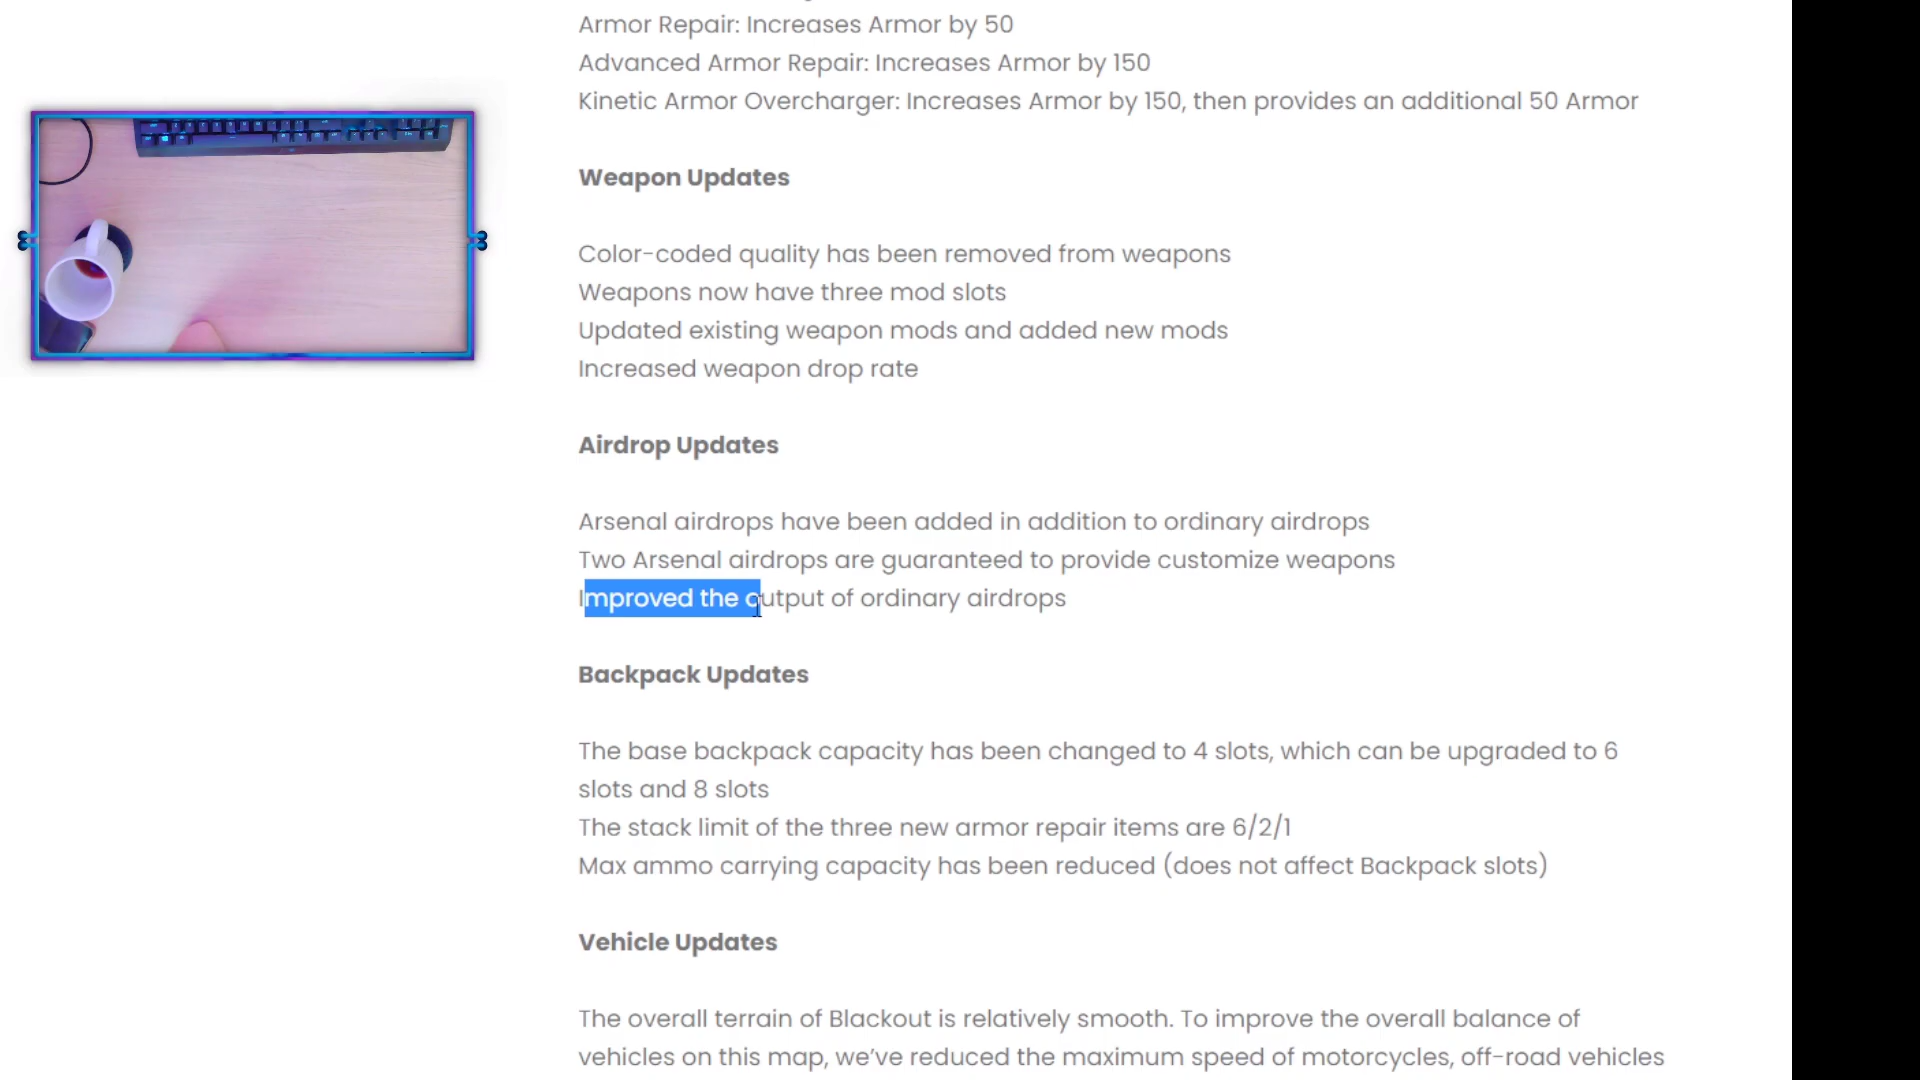 Armor Repair: Increases Armor by 50
Advanced Armor Repair: Increases Armor by 150
Kinetic Armor Overcharger: Increases Armor by 150, then provides an additional 50 Armor
Weapon Updates
Color-coded quality has been removed from weapons
Weapons now have three mod slots
Updated existing weapon mods and added new mods
Increased weapon drop rate
Airdrop Updates
Arsenal airdrops have been added in addition to ordinary airdrops
Two Arsenal airdrops are guaranteed to provide customize weapons
Improved the output of ordinary airdrops
Backpack Updates
The base backpack capacity has been changed to 4 slots, which can be upgraded to 6
slots and 8 slots
The stack limit of the three new armor repair items are 6/2/1
Max ammo carrying capacity has been reduced (does not affect Backpack slots)
Vehicle Updates
The overall terrain of Blackout is relatively smooth. To improve the overall balance of
vehicles on this map, we've reduced the maximum speed of motorcycles, off-road vehicles